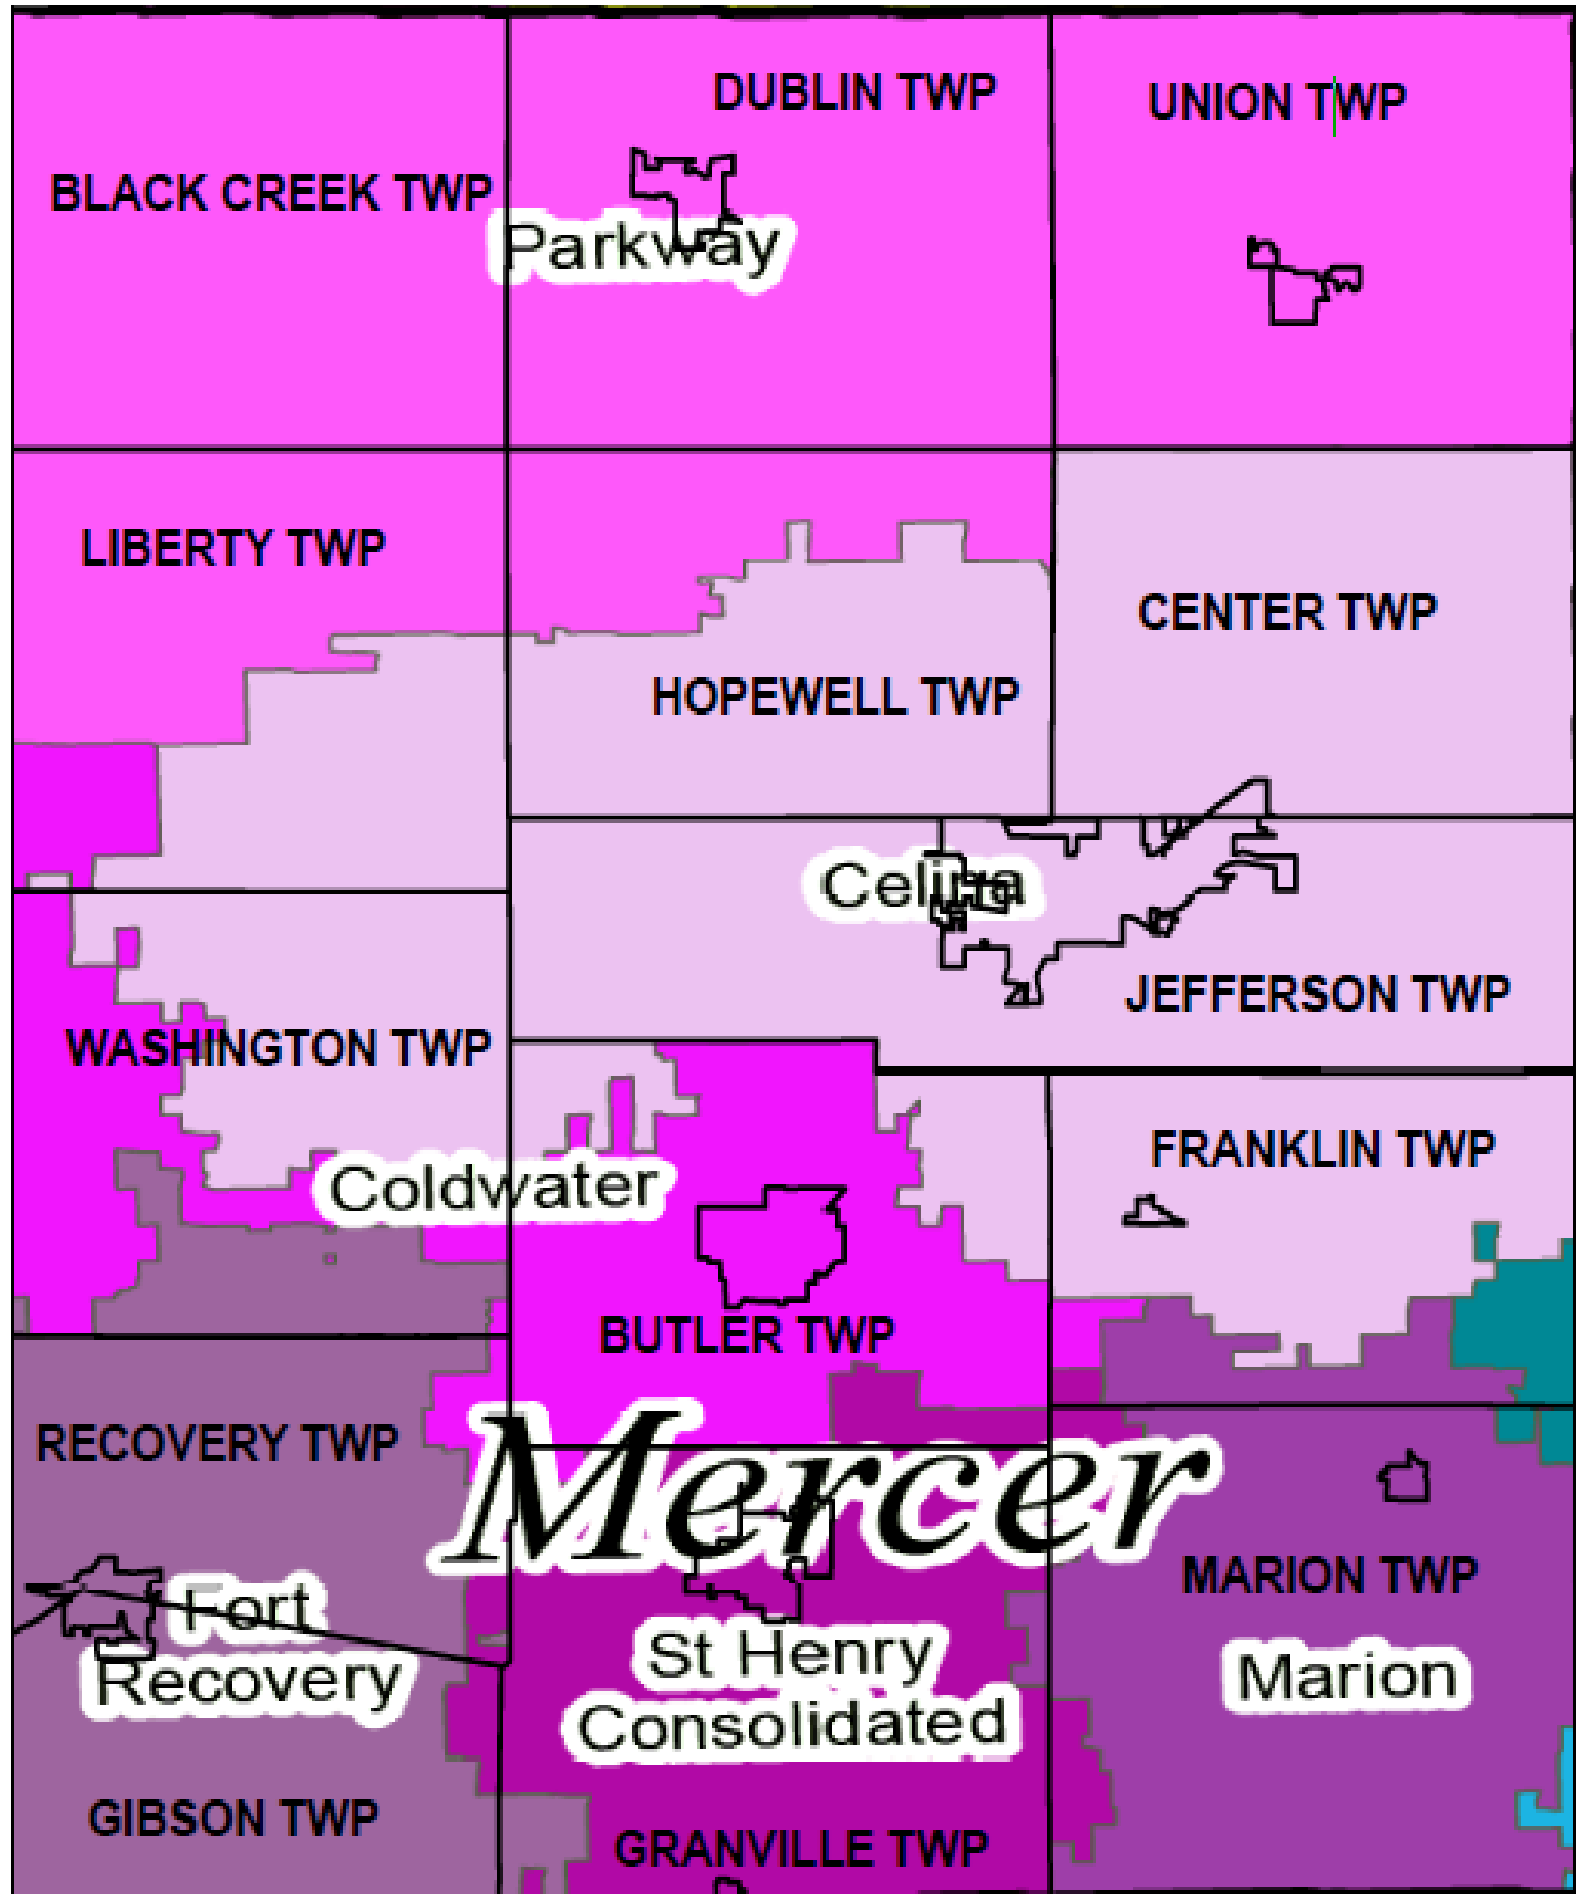 DUBLIN TWP
UNION TWP
BLACK CREEK TWP
Parkway
LIBERTY TWP
CENTER TWP
HOPEWELL TWP
Celina
JEFFERSON TWP
WASHINGTON TWP
FRANKLIN TWP
Coldwater
BUTLER TWP
RECOVERY TWP
Mercer
MARION TWP
Fort
Recovery
St Henry
Consolidated
Marion
GIBSON TWP
GRANVILLE TWP